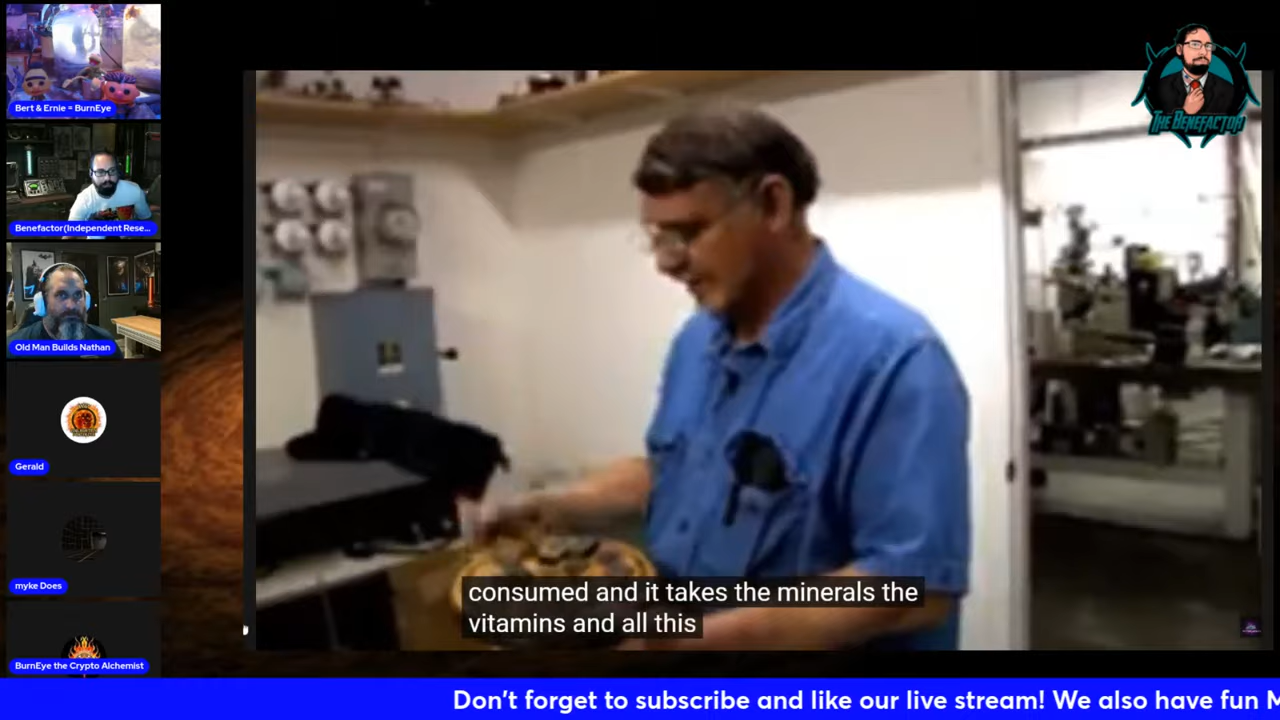 Bert & Ernie = BurnEye
THE BENEFACTOR
Benefactor(Independent Rese...
Old Man Builds Nathan
Gerald
myke Does
BurnEye the Crypto Alchemist
consumed and it takes the minerals the
vitamins and all this
Don't forget to subscribe and like our live stream! We also have fun M